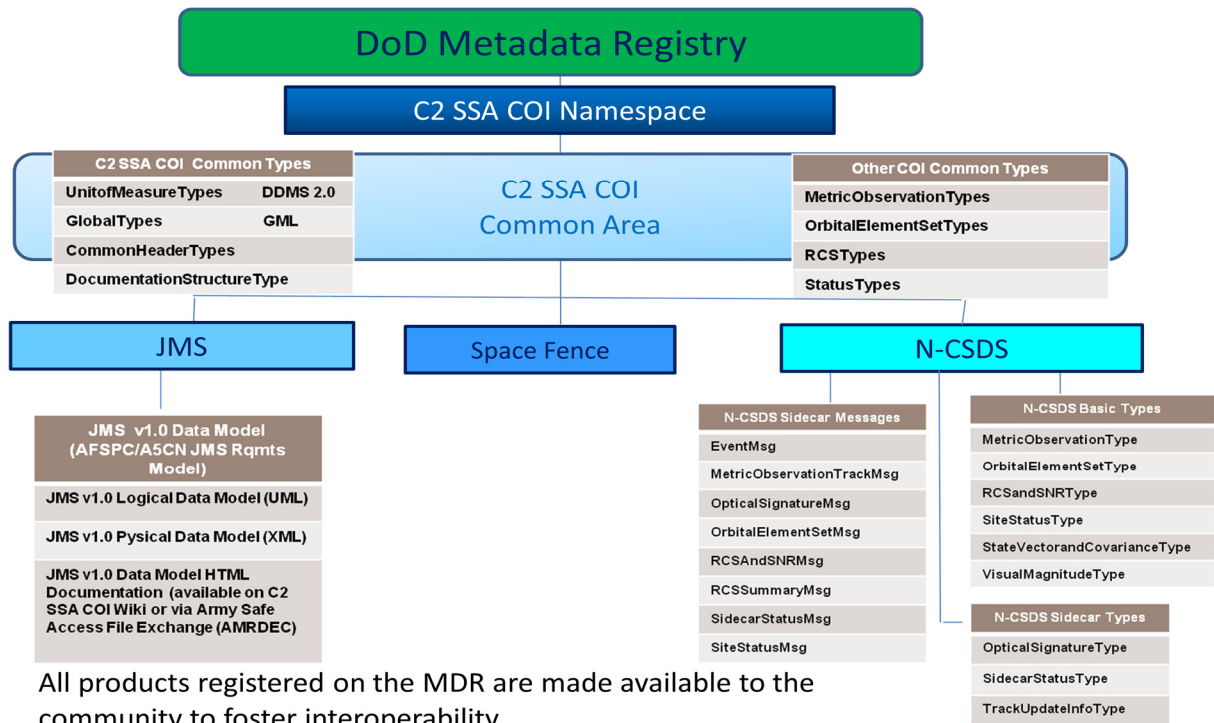 DoD Metadata Registry
C2 SSA COI Namespace
C2 SSA COI Common Types
UnitofMeasureTypes DDMS 2.0
GlobalTypes GML
CommonHeaderTypes
DocumentationStructureType
C2 SSA COI
Common Area
Other COI Common Types
MetricObservationTypes
OrbitalElementSetTypes
RCSTypes
StatusTypes
JMS
Space Fence
N-CSDS
JMS v1.0 Data Model
(AFSPC/A5CN JMS Rqmts
Model)
JMS v1.0 Logical Data Model (UML)
JMS v1.0 Pysical Data Model (XML)
JMS v1.0 Data Model HTML
Documentation (available on C2
SSA COI Wiki or via Army Safe
Access File Exchange (AMRDEC)
N-CSDS Sidecar Messages
EventMsg
MetricObservationTrackMsg
OpticalSignatureMsg
OrbitalElementSetMsg
RCSAndSNRMsg
RCSSummaryMsg
SidecarStatusMsg
SiteStatusMsg
N-CSDS Basic Types
MetricObservationType
OrbitalElementSetType
RCSandSNRType
SiteStatusType
StateVectorandCovarianceType
VisualMagnitudeType
N-CSDS Sidecar Types
OpticalSignatureType
SidecarStatusType
TrackUpdateInfoType
All products registered on the MDR are made available to the
community to foster interoperability